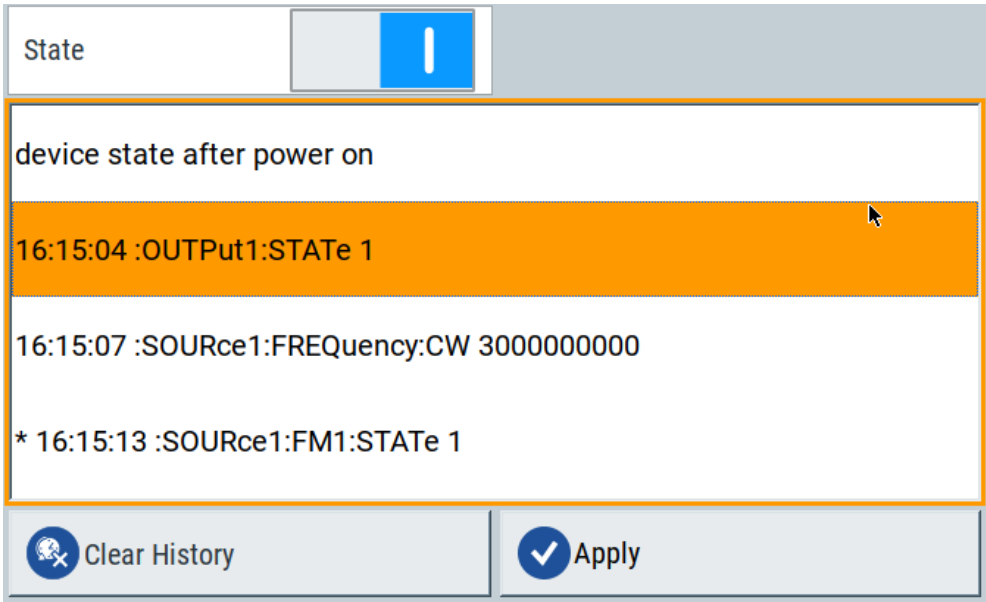 State
device state after power on
16:15:04 :OUTPut1:STATe 1
16:15:07 :SOURce1:FREQuency:CW 3000000000
* 16:15:13 :SOURce1:FM1:STATe 1
Clear History
Apply